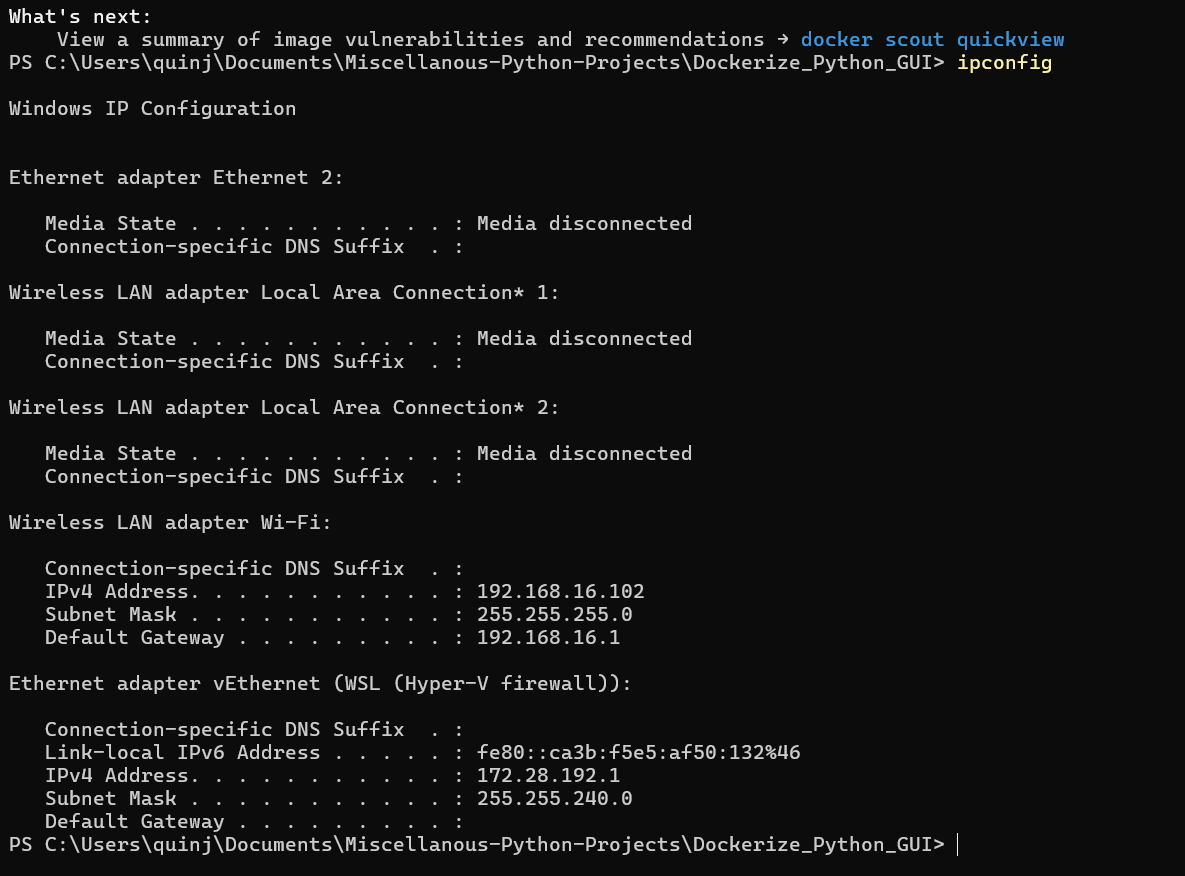 What's next:
    View a summary of image vulnerabilities and recommendations → docker scout quickview
PS C:\Users\quinj\Documents\Miscellanous-Python-Projects\Dockerize_Python_GUI> ipconfig

Windows IP Configuration


Ethernet adapter Ethernet 2:

   Media State . . . . . . . . . . . : Media disconnected
   Connection-specific DNS Suffix  . :

Wireless LAN adapter Local Area Connection* 1:

   Media State . . . . . . . . . . . : Media disconnected
   Connection-specific DNS Suffix  . :

Wireless LAN adapter Local Area Connection* 2:

   Media State . . . . . . . . . . . : Media disconnected
   Connection-specific DNS Suffix  . :

Wireless LAN adapter Wi-Fi:

   Connection-specific DNS Suffix  . :
   IPv4 Address. . . . . . . . . . . : 192.168.16.102
   Subnet Mask . . . . . . . . . . . : 255.255.255.0
   Default Gateway . . . . . . . . . : 192.168.16.1

Ethernet adapter vEthernet (WSL (Hyper-V firewall)):

   Connection-specific DNS Suffix  . :
   Link-local IPv6 Address . . . . . : fe80::ca3b:f5e5:af50:132%46
   IPv4 Address. . . . . . . . . . . : 172.28.192.1
   Subnet Mask . . . . . . . . . . . : 255.255.240.0
   Default Gateway . . . . . . . . . :
PS C:\Users\quinj\Documents\Miscellanous-Python-Projects\Dockerize_Python_GUI>